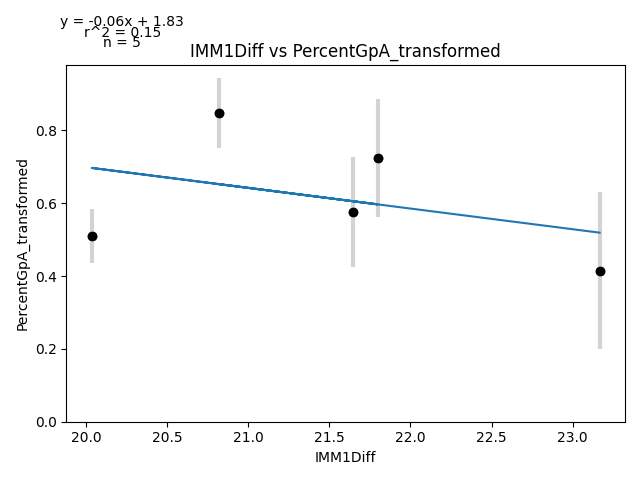 y = -0.06x + 1.83
r^2 = 0.15
n = 5
IMM1Diff vs PercentGpA_transformed
PercentGpA_transformed
0.8
0.6
0.4
0.2
0.0
20.0 20.5 21.0 21.5 22.0 22.5 23.0
IMM1Diff